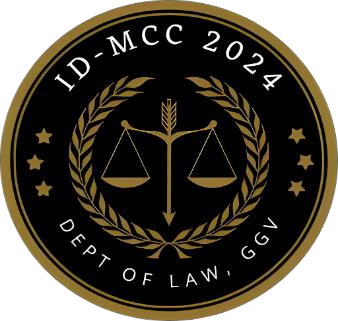 ID-MCC 2024
DEPT OF LAW, GGV